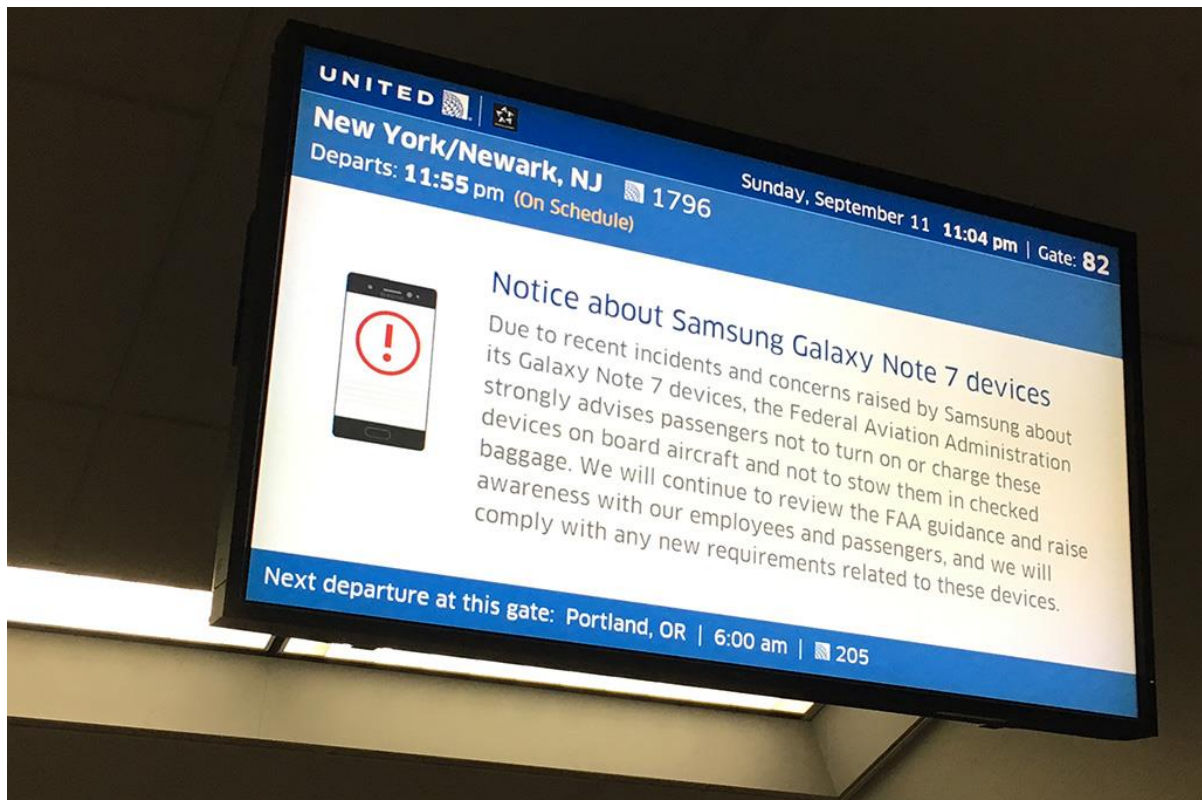 UNITED
New York/Newark, NJ 1796
Sunday, September 11 11:04 pm | Gate: 82
Departs: 11:55 pm (On Schedule)
Notice about Samsung Galaxy Note 7 devices
Due to recent incidents and concerns raised by Samsung about
its Galaxy Note 7 devices, the Federal Aviation Administration
strongly advises passengers not to turn on or charge these
devices on board aircraft and not to stow them in checked
baggage. We will continue to review the FAA guidance and raise
awareness with our employees and passengers, and we will
comply with any new requirements related to these devices.
Next departure at this gate: Portland, OR | 6:00 am | 205